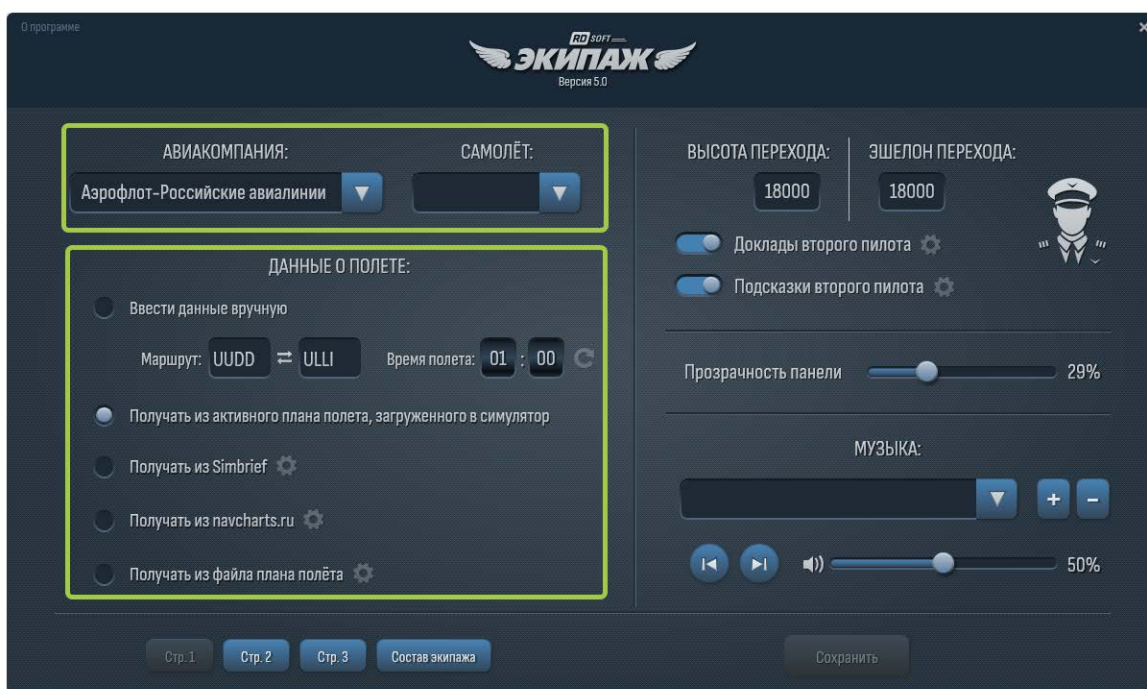 О программе
RD SOFT
ЭКИПАЖ
Версия 5.0
АВИАКОМПАНИЯ: САМОЛЁТ:
Аэрофлот-Российские авиалинии
ДАННЫЕ О ПОЛЕТЕ:
Ввести данные вручную
Маршрут: UUDD ⇄ ULLI Время полета: 01 : 00
Получать из активного плана полета, загруженного в симулятор
Получать из Simbrief
Получать из navcharts.ru
Получать из файла плана полёта
ВЫСОТА ПЕРЕХОДА: ЭШЕЛОН ПЕРЕХОДА:
18000 18000
Доклады второго пилота
Подсказки второго пилота
Прозрачность панели 29%
МУЗЫКА:
+ -
50%
Стр. 1 Стр. 2 Стр. 3 Состав экипажа Сохранить